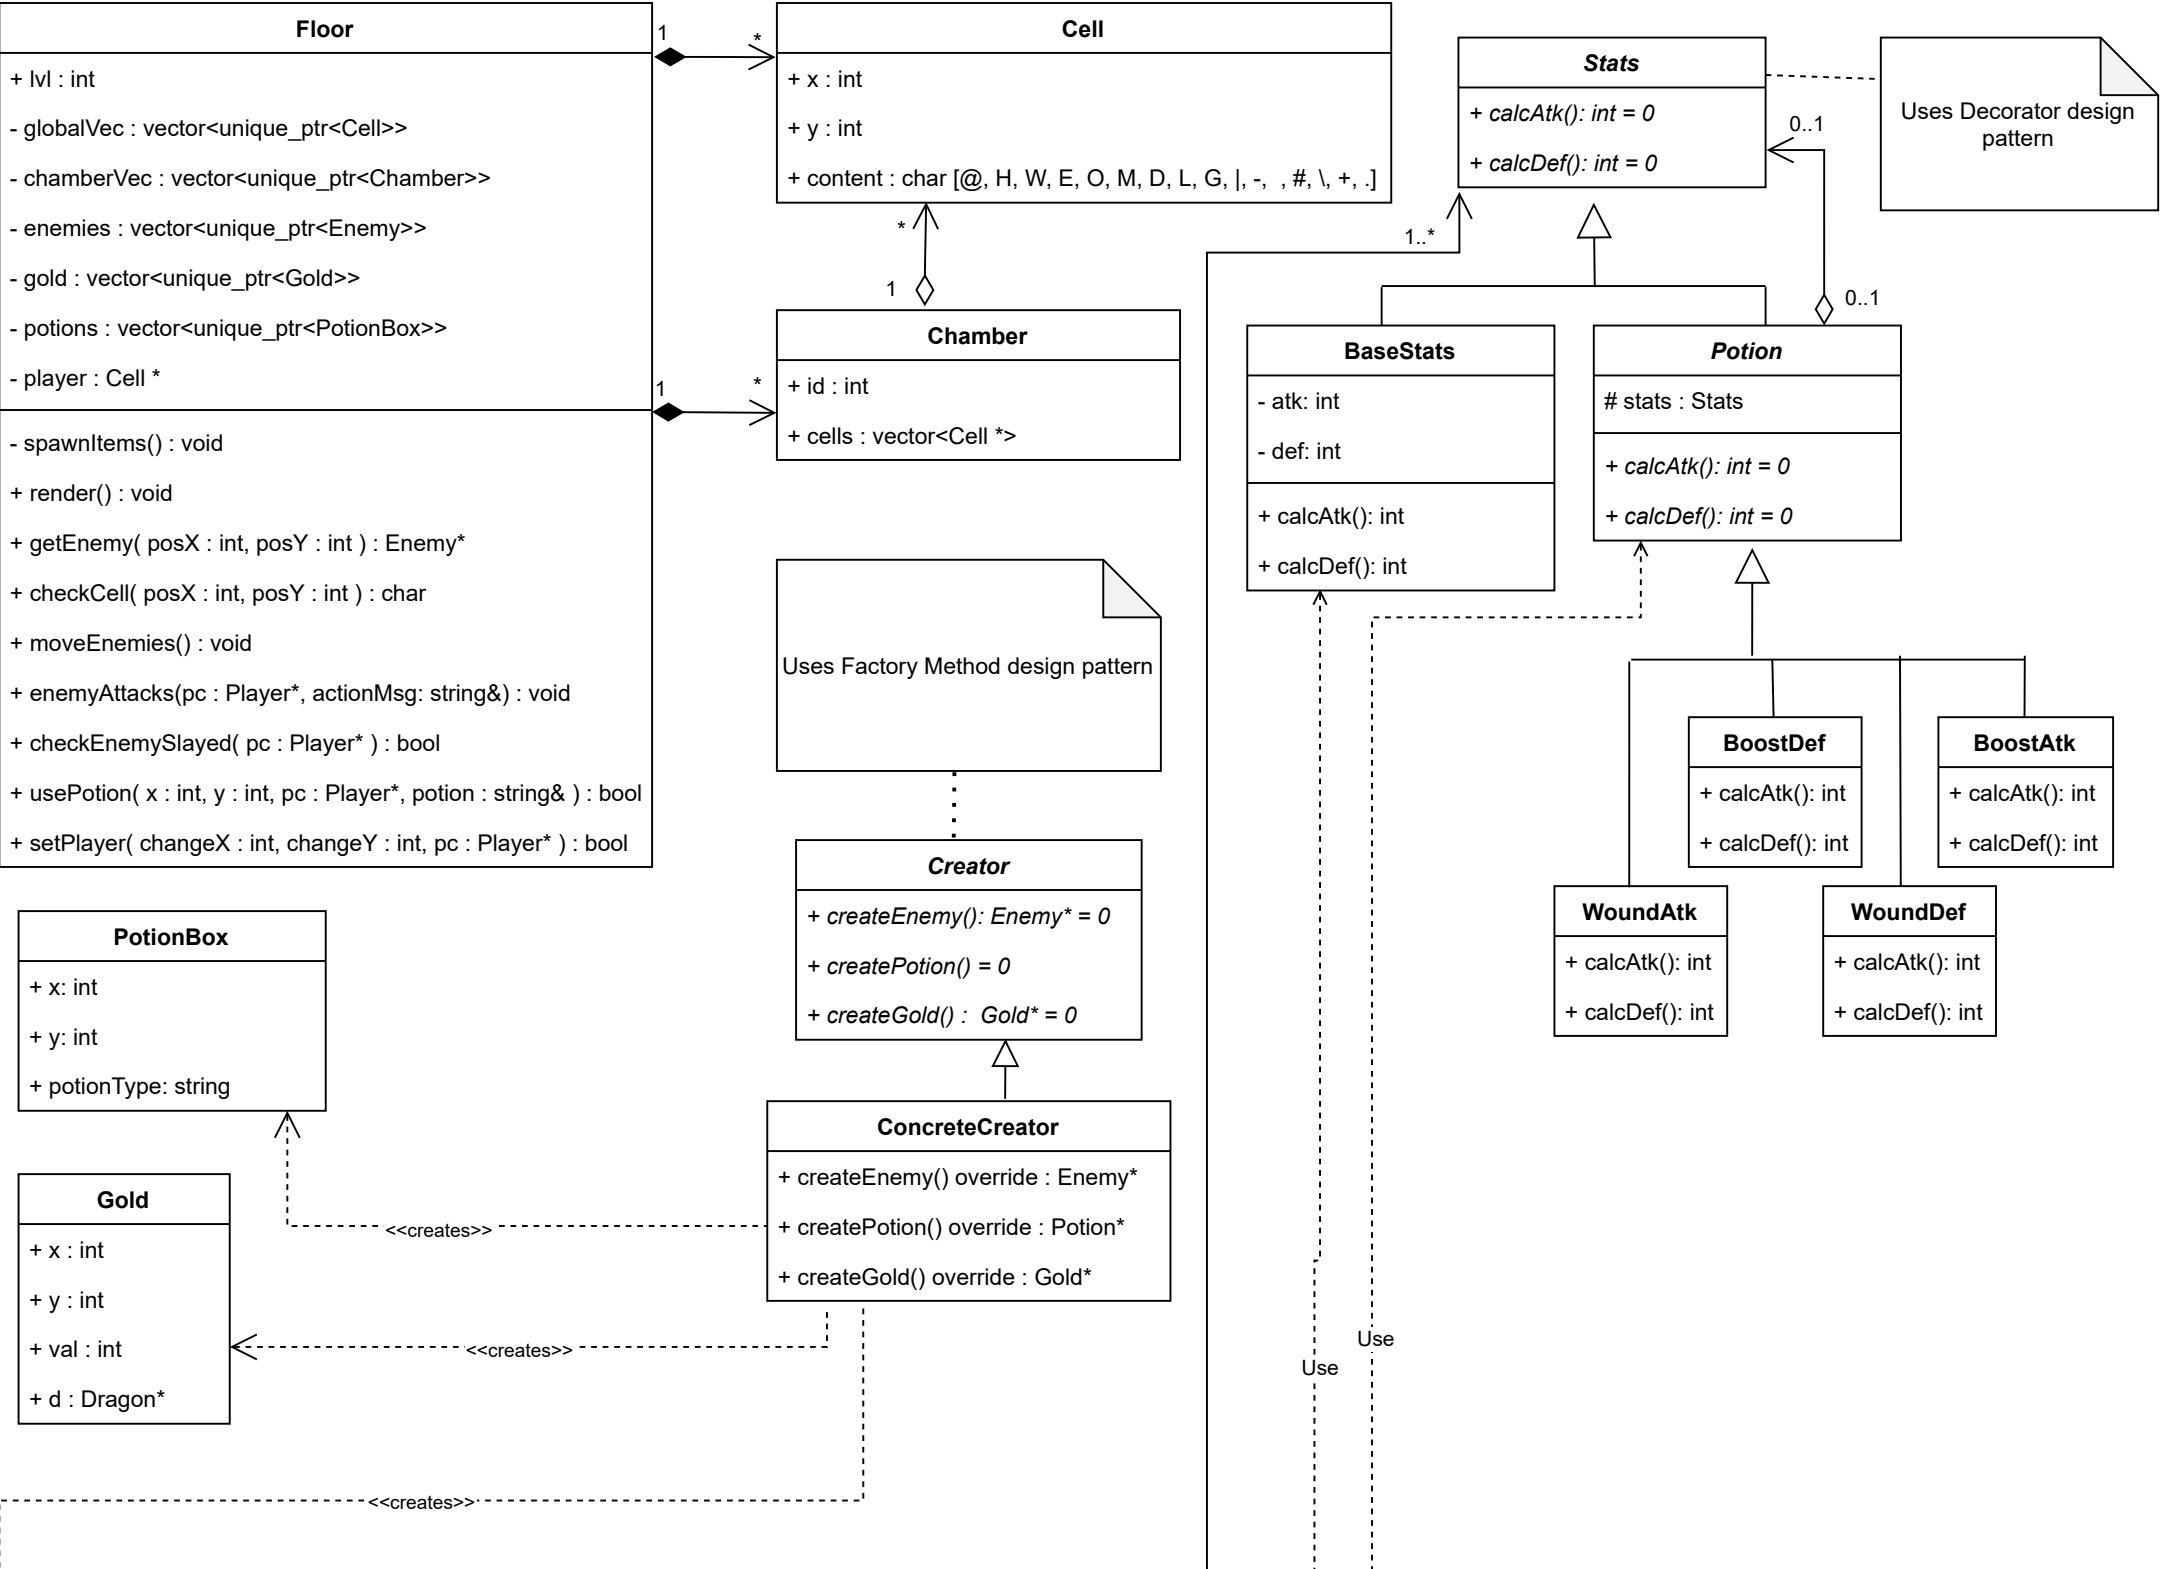 Floor
+ lvl : int
- globalVec : vector<unique_ptr<Cell>>
- chamberVec : vector<unique_ptr<Chamber>>
- enemies : vector<unique_ptr<Enemy>>
- gold : vector<unique_ptr<Gold>>
- potions : vector<unique_ptr<PotionBox>>
- player : Cell *
- spawnItems() : void
+ render() : void
+ getEnemy( posX : int, posY : int ) : Enemy*
+ checkCell( posX : int, posY : int ) : char
+ moveEnemies() : void
+ enemyAttacks(pc : Player*, actionMsg: string&) : void
+ checkEnemySlayed( pc : Player* ) : bool
+ usePotion( x : int, y : int, pc : Player*, potion : string& ) : bool
+ setPlayer( changeX : int, changeY : int, pc : Player* ) : bool
1
*
1
*
Cell
+ x : int
+ y : int
+ content : char [@, H, W, E, O, M, D, L, G, |, -,  , #, \, +, .]
*
1
Chamber
+ id : int
+ cells : vector<Cell *>
Stats
+ calcAtk(): int = 0
+ calcDef(): int = 0
Uses Decorator design
pattern
0..1
1..*
0..1
BaseStats
- atk: int
- def: int
+ calcAtk(): int
+ calcDef(): int
Potion
# stats : Stats
+ calcAtk(): int = 0
+ calcDef(): int = 0
Uses Factory Method design pattern
BoostDef
+ calcAtk(): int
+ calcDef(): int
BoostAtk
+ calcAtk(): int
+ calcDef(): int
WoundAtk
+ calcAtk(): int
+ calcDef(): int
WoundDef
+ calcAtk(): int
+ calcDef(): int
Creator
+ createEnemy(): Enemy* = 0
+ createPotion() = 0
+ createGold() :  Gold* = 0
PotionBox
+ x: int
+ y: int
+ potionType: string
ConcreteCreator
+ createEnemy() override : Enemy*
+ createPotion() override : Potion*
+ createGold() override : Gold*
<<creates>>
Gold
+ x : int
+ y : int
+ val : int
+ d : Dragon*
<<creates>>
<<creates>>
Use
Use